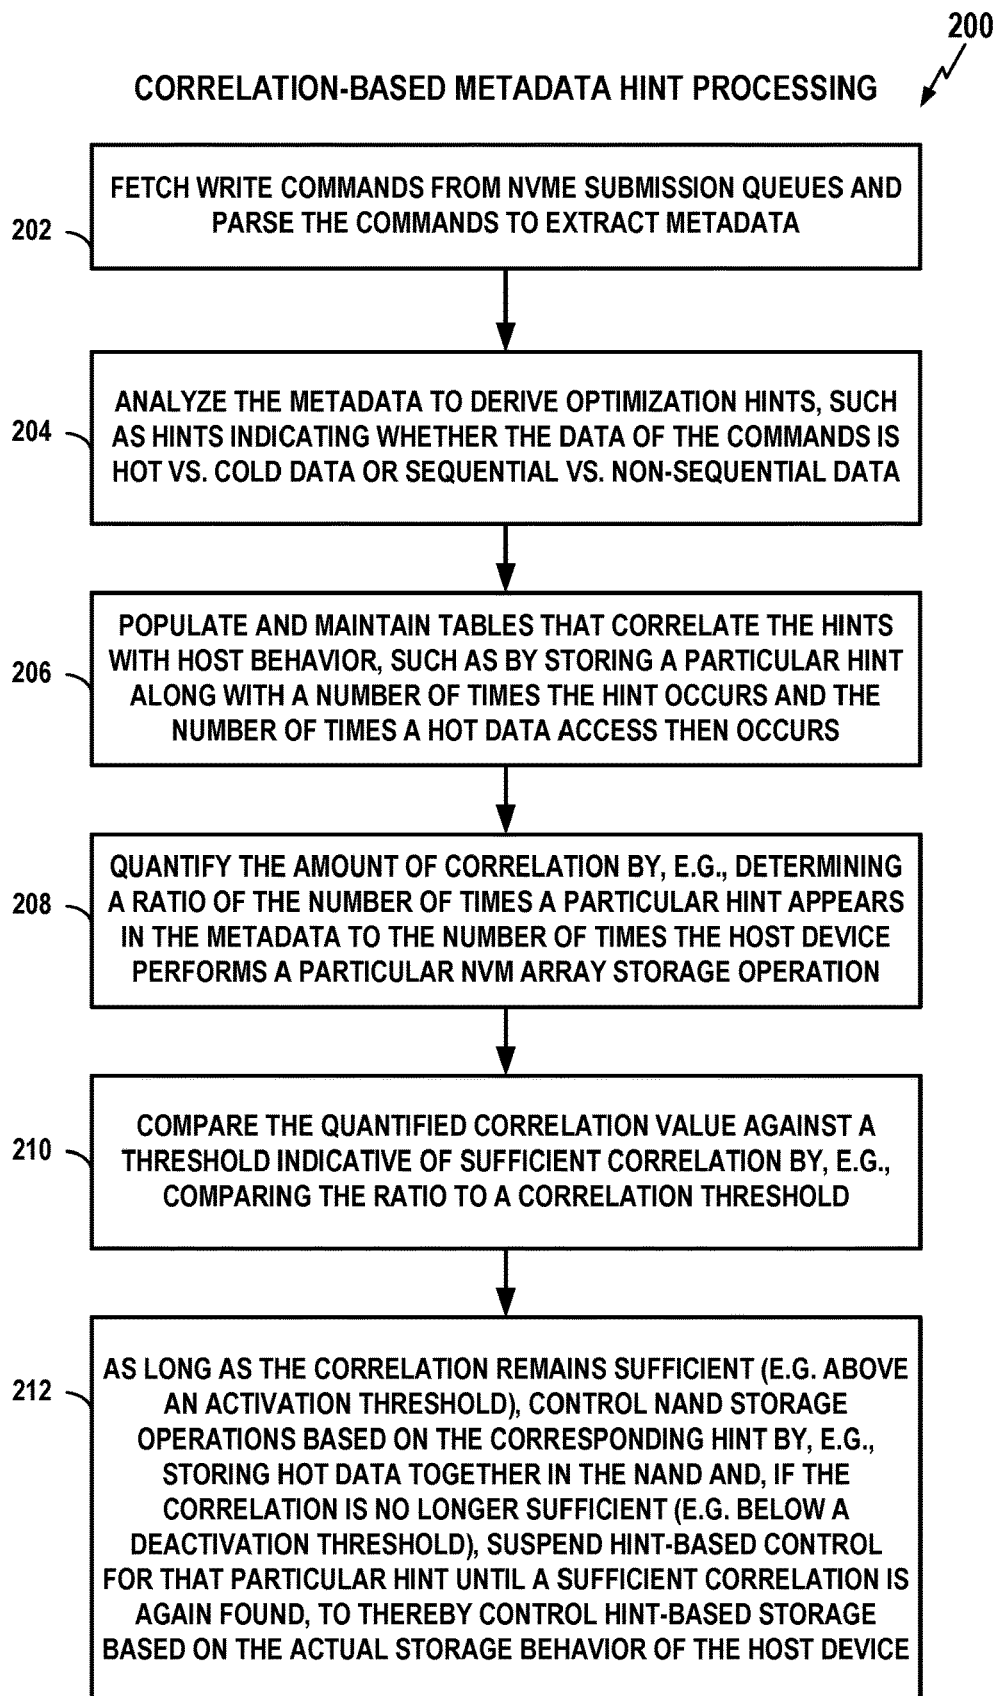 200
CORRELATION-BASED METADATA HINT PROCESSING
FETCH WRITE COMMANDS FROM NVME SUBMISSION QUEUES AND
PARSE THE COMMANDS TO EXTRACT METADATA
202
ANALYZE THE METADATA TO DERIVE OPTIMIZATION HINTS, SUCH
AS HINTS INDICATING WHETHER THE DATA OF THE COMMANDS IS
HOT VS. COLD DATA OR SEQUENTIAL VS. NON-SEQUENTIAL DATA
204
POPULATE AND MAINTAIN TABLES THAT CORRELATE THE HINTS
WITH HOST BEHAVIOR, SUCH AS BY STORING A PARTICULAR HINT
ALONG WITH A NUMBER OF TIMES THE HINT OCCURS AND THE
NUMBER OF TIMES A HOT DATA ACCESS THEN OCCURS
206
QUANTIFY THE AMOUNT OF CORRELATION BY, E.G., DETERMINING
A RATIO OF THE NUMBER OF TIMES A PARTICULAR HINT APPEARS
IN THE METADATA TO THE NUMBER OF TIMES THE HOST DEVICE
PERFORMS A PARTICULAR NVM ARRAY STORAGE OPERATION
208
COMPARE THE QUANTIFIED CORRELATION VALUE AGAINST A
THRESHOLD INDICATIVE OF SUFFICIENT CORRELATION BY, E.G.,
COMPARING THE RATIO TO A CORRELATION THRESHOLD
210
AS LONG AS THE CORRELATION REMAINS SUFFICIENT (E.G. ABOVE
AN ACTIVATION THRESHOLD), CONTROL NAND STORAGE
OPERATIONS BASED ON THE CORRESPONDING HINT BY, E.G.,
STORING HOT DATA TOGETHER IN THE NAND AND, IF THE
CORRELATION IS NO LONGER SUFFICIENT (E.G. BELOW A
DEACTIVATION THRESHOLD), SUSPEND HINT-BASED CONTROL
FOR THAT PARTICULAR HINT UNTIL A SUFFICIENT CORRELATION IS
AGAIN FOUND, TO THEREBY CONTROL HINT-BASED STORAGE
BASED ON THE ACTUAL STORAGE BEHAVIOR OF THE HOST DEVICE
212